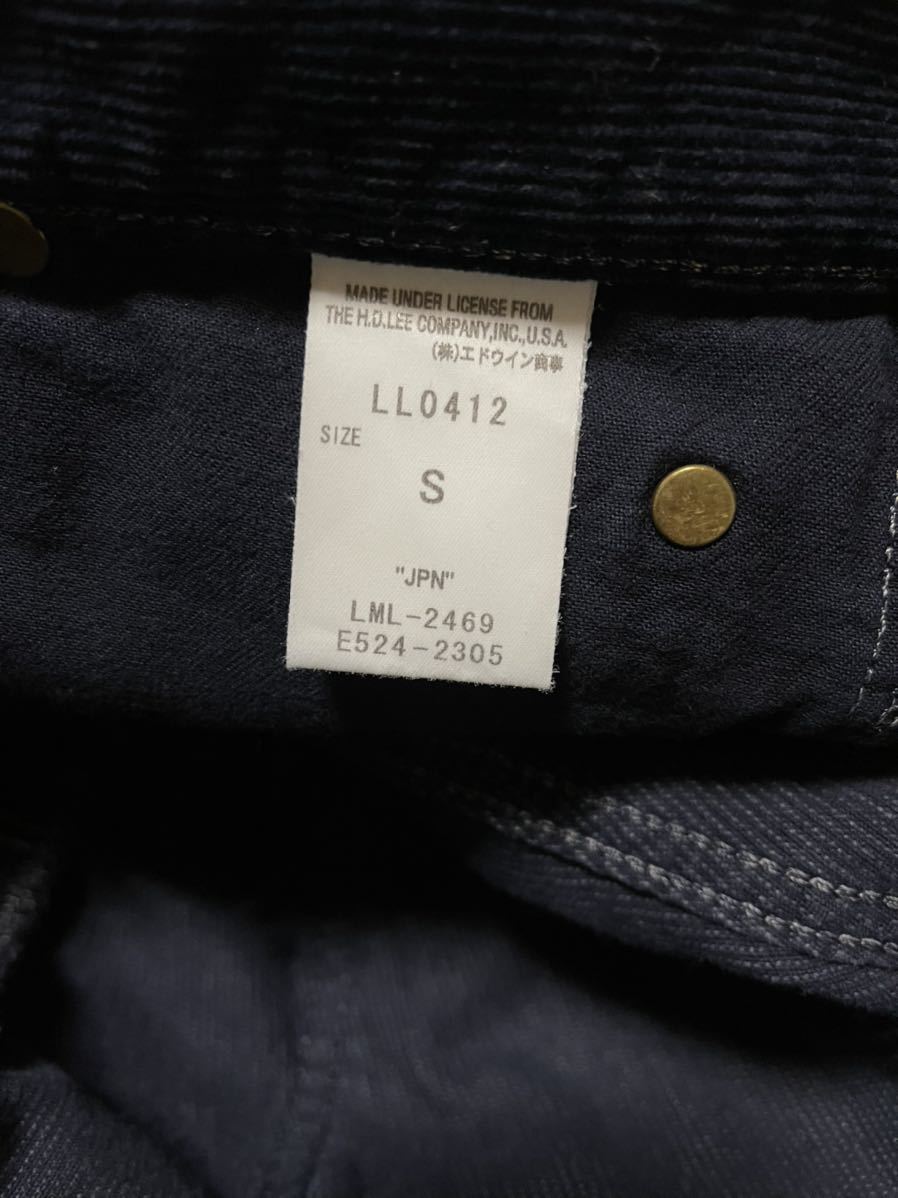 MADE UNDER LICENSE FROM
THE H.D.LEE COMPANY,INC.,U.S.A.
(株)エドウイン商事
LL0412
SIZE
S
"JPN"
LML-2469
E524-2305